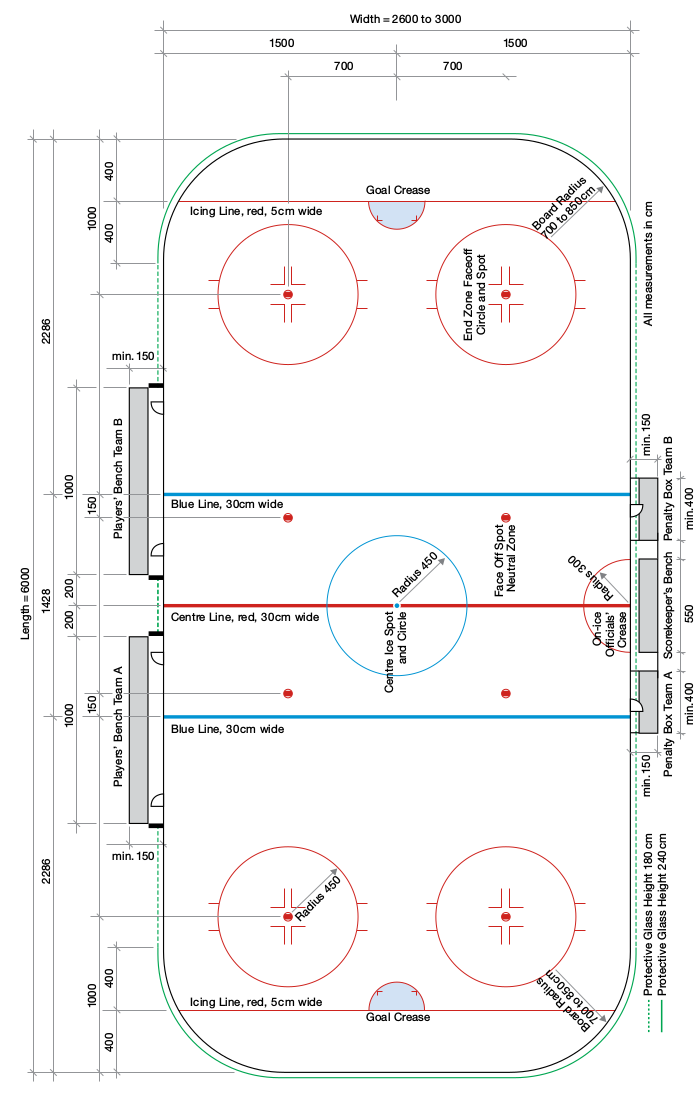 Width = 2600 to 3000
1500
1500
700
700
400
Goal Crease
Board Radius
700 to 850cm
Icing Line, red, 5cm wide
1000
400
End Zone Faceoff
Circle and Spot
All measurements in cm
2286
min. 150
min. 150
Players' Bench Team B
Penalty Box Team B
min.400
1000
150
Blue Line, 30cm wide
Face Off Spot
Neutral Zone
Radius 450
Radius 300
Length = 6000
1428
200
200
Centre Line, red, 30cm wide
Centre Ice Spot
and Circle
On-ice
Officials'
Crease
Scorekeeper's Bench
550
Players' Bench Team A
1000
150
Blue Line, 30cm wide
Penalty Box Team A
min.400
min.150
min. 150
2286
Radius 450
Protective Glass Height 180 cm
Protective Glass Height 240 cm
400
1000
Icing Line, red, 5cm wide
Goal Crease
Board Radius
700 to 850cm
400